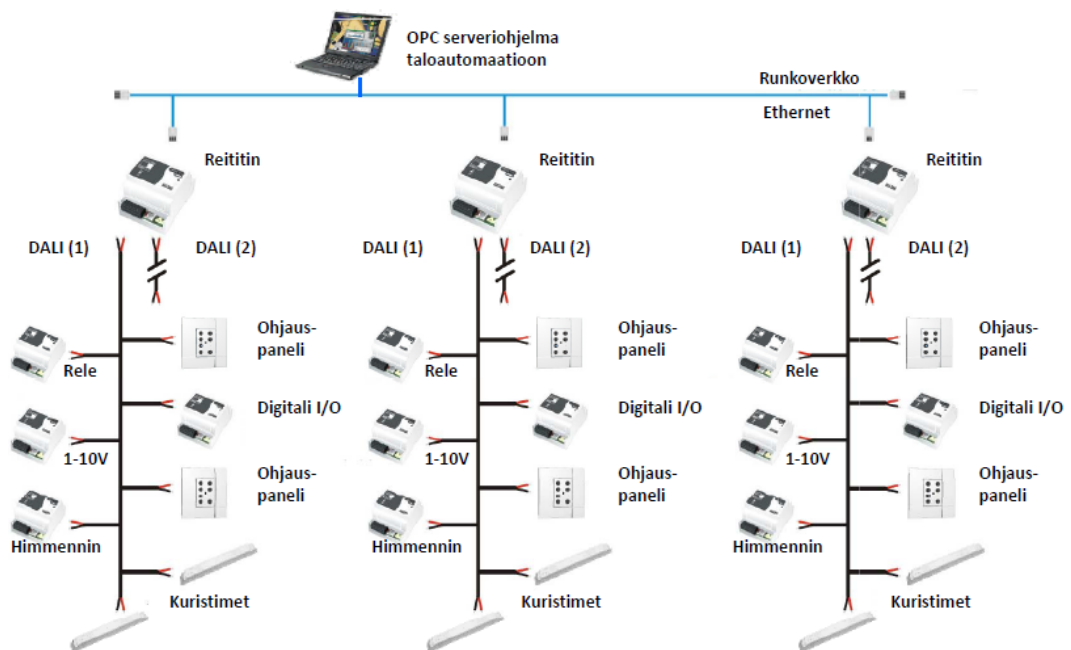 OPC serveriohjelma
taloautomaatioon
Runkoverkko
Ethernet
Reititin
Reititin
Reititin
DALI (1)
DALI (2)
DALI (1)
DALI (2)
DALI (1)
DALI (2)
Ohjaus-
paneli
Rele
Digitali I/O
1-10V
Ohjaus-
paneli
Himmennin
Kuristimet
Ohjaus-
paneli
Rele
Digitali I/O
1-10V
Ohjaus-
paneli
Himmennin
Kuristimet
Ohjaus-
paneli
Rele
Digitali I/O
1-10V
Ohjaus-
paneli
Himmennin
Kuristimet